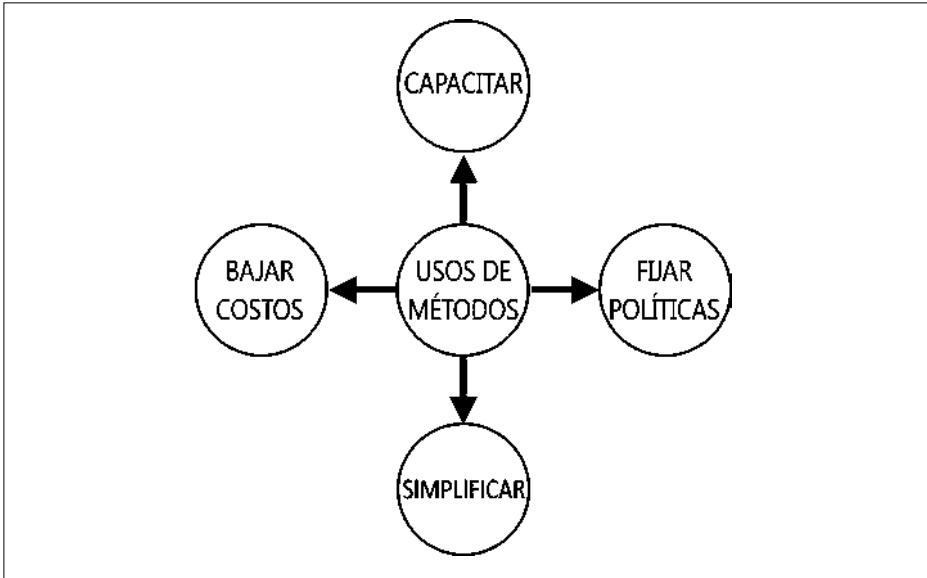 CAPACITAR
BAJAR
COSTOS
USOS DE
MÉTODOS
FIJAR
POLÍTICAS
SIMPLIFICAR